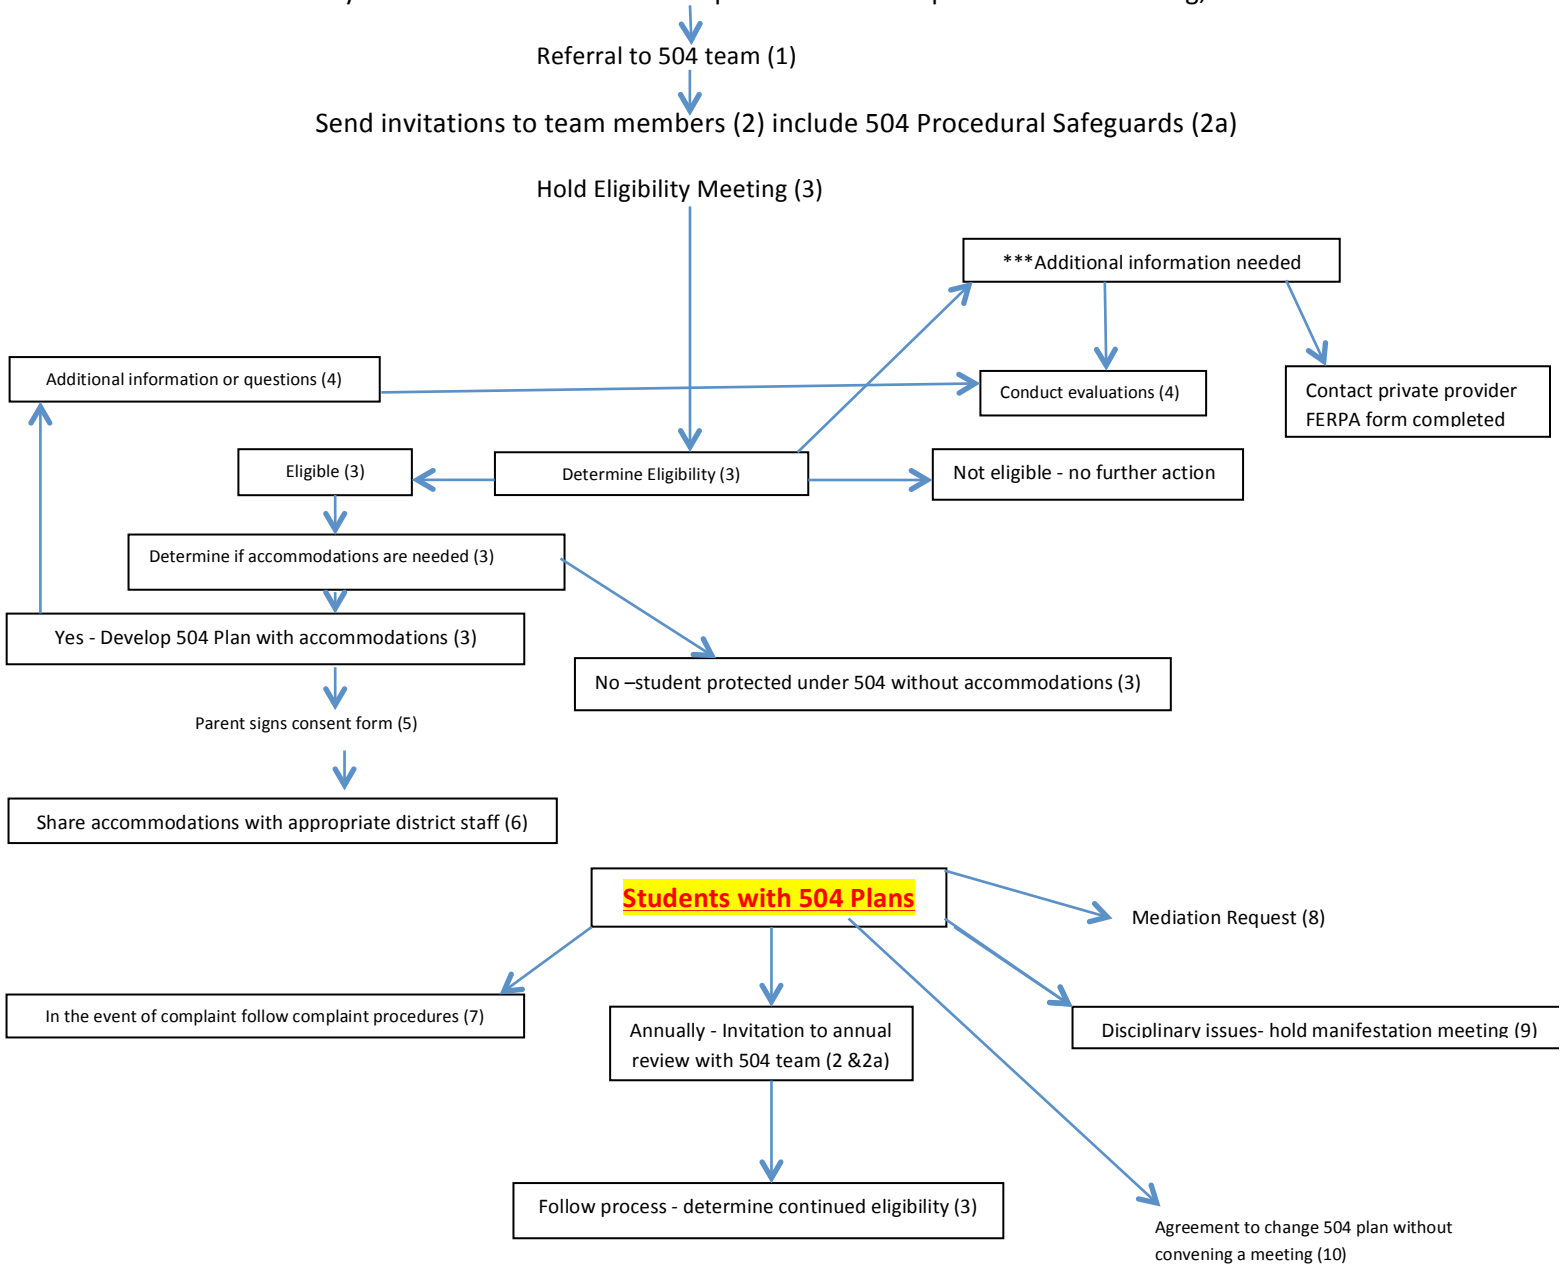 Referral to 504 team (1)
Send invitations to team members (2) include 504 Procedural Safeguards (2a)
Hold Eligibility Meeting (3)
***Additional information needed
Additional information or questions (4)
Conduct evaluations (4)
Contact private provider
FERPA form completed
Eligible (3)
Determine Eligibility (3)
Not eligible - no further action
Determine if accommodations are needed (3)
Yes - Develop 504 Plan with accommodations (3)
No –student protected under 504 without accommodations (3)
Parent signs consent form (5)
Share accommodations with appropriate district staff (6)
Students with 504 Plans
Mediation Request (8)
In the event of complaint follow complaint procedures (7)
Annually - Invitation to annual
review with 504 team (2 &2a)
Disciplinary issues- hold manifestation meeting (9)
Follow process - determine continued eligibility (3)
Agreement to change 504 plan without
convening a meeting (10)